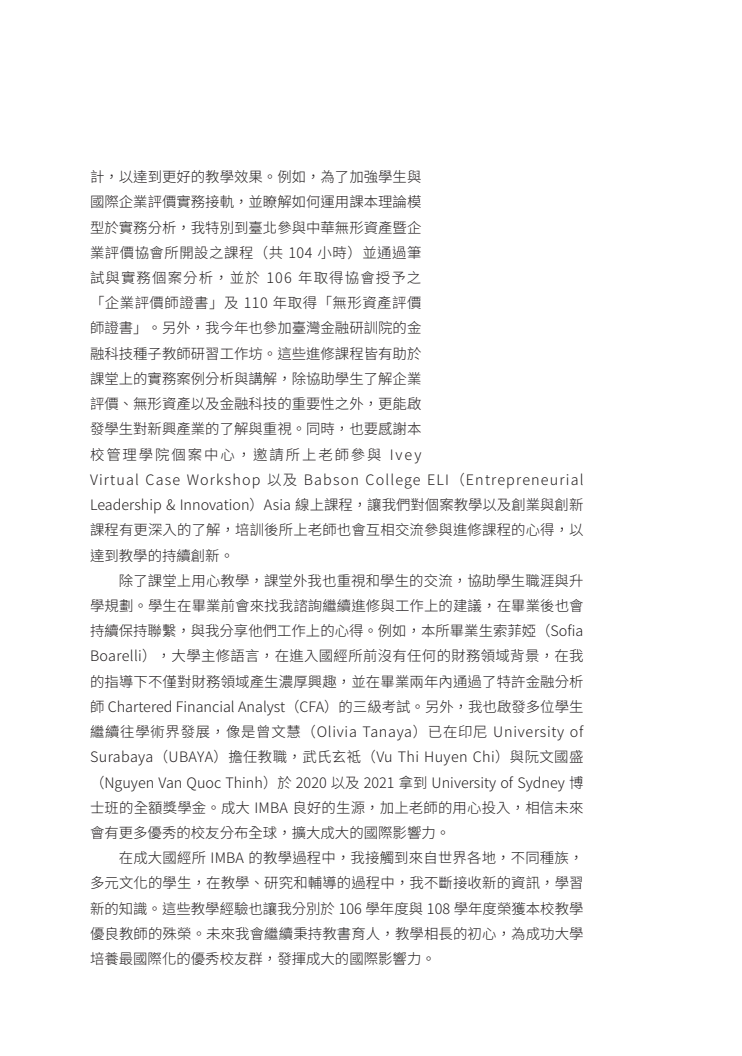 計，以達到更好的教學效果。例如，為了加強學生與
國際企業評價實務接軌，並瞭解如何運用課本理論模
型於實務分析，我特別到臺北參與中華無形資產暨企
業評價協會所開設之課程（共 104 小時）並通過筆
試與實務個案分析，並於 106 年取得協會授予之
「企業評價師證書」及 110 年取得「無形資產評價
師證書」。另外，我今年也參加臺灣金融研訓院的金
融科技種子教師研習工作坊。這些進修課程皆有助於
課堂上的實務案例分析與講解，除協助學生了解企業
評價、無形資產以及金融科技的重要性之外，更能啟
發學生對新興產業的了解與重視。同時，也要感謝本
校管理學院個案中心，邀請所上老師參與 Ivey
Virtual Case Workshop 以及 Babson College ELI（Entrepreneurial
Leadership & Innovation）Asia 線上課程，讓我們對個案教學以及創業與創新
課程有更深入的了解，培訓後所上老師也會互相交流參與進修課程的心得，以
達到教學的持續創新。
除了課堂上用心教學，課堂外我也重視和學生的交流，協助學生職涯與升
學規劃。學生在畢業前會來找我諮詢繼續進修與工作上的建議，在畢業後也會
持續保持聯繫，與我分享他們工作上的心得。例如，本所畢業生索菲婭（Sofia
Boarelli），大學主修語言，在進入國經所前沒有任何的財務領域背景，在我
的指導下不僅對財務領域產生濃厚興趣，並在畢業兩年內通過了特許金融分析
師 Chartered Financial Analyst（CFA）的三級考試。另外，我也啟發多位學生
繼續往學術界發展，像是曾文慧（Olivia Tanaya）已在印尼 University of
Surabaya（UBAYA）擔任教職，武氏玄祗（Vu Thi Huyen Chi）與阮文國盛
（Nguyen Van Quoc Thinh）於 2020 以及 2021 拿到 University of Sydney 博
士班的全額獎學金。成大 IMBA 良好的生源，加上老師的用心投入，相信未來
會有更多優秀的校友分布全球，擴大成大的國際影響力。
在成大國經所 IMBA 的教學過程中，我接觸到來自世界各地，不同種族，
多元文化的學生，在教學、研究和輔導的過程中，我不斷接收新的資訊，學習
新的知識。這些教學經驗也讓我分別於 106 學年度與 108 學年度榮獲本校教學
優良教師的殊榮。未來我會繼續秉持教書育人，教學相長的初心，為成功大學
培養最國際化的優秀校友群，發揮成大的國際影響力。